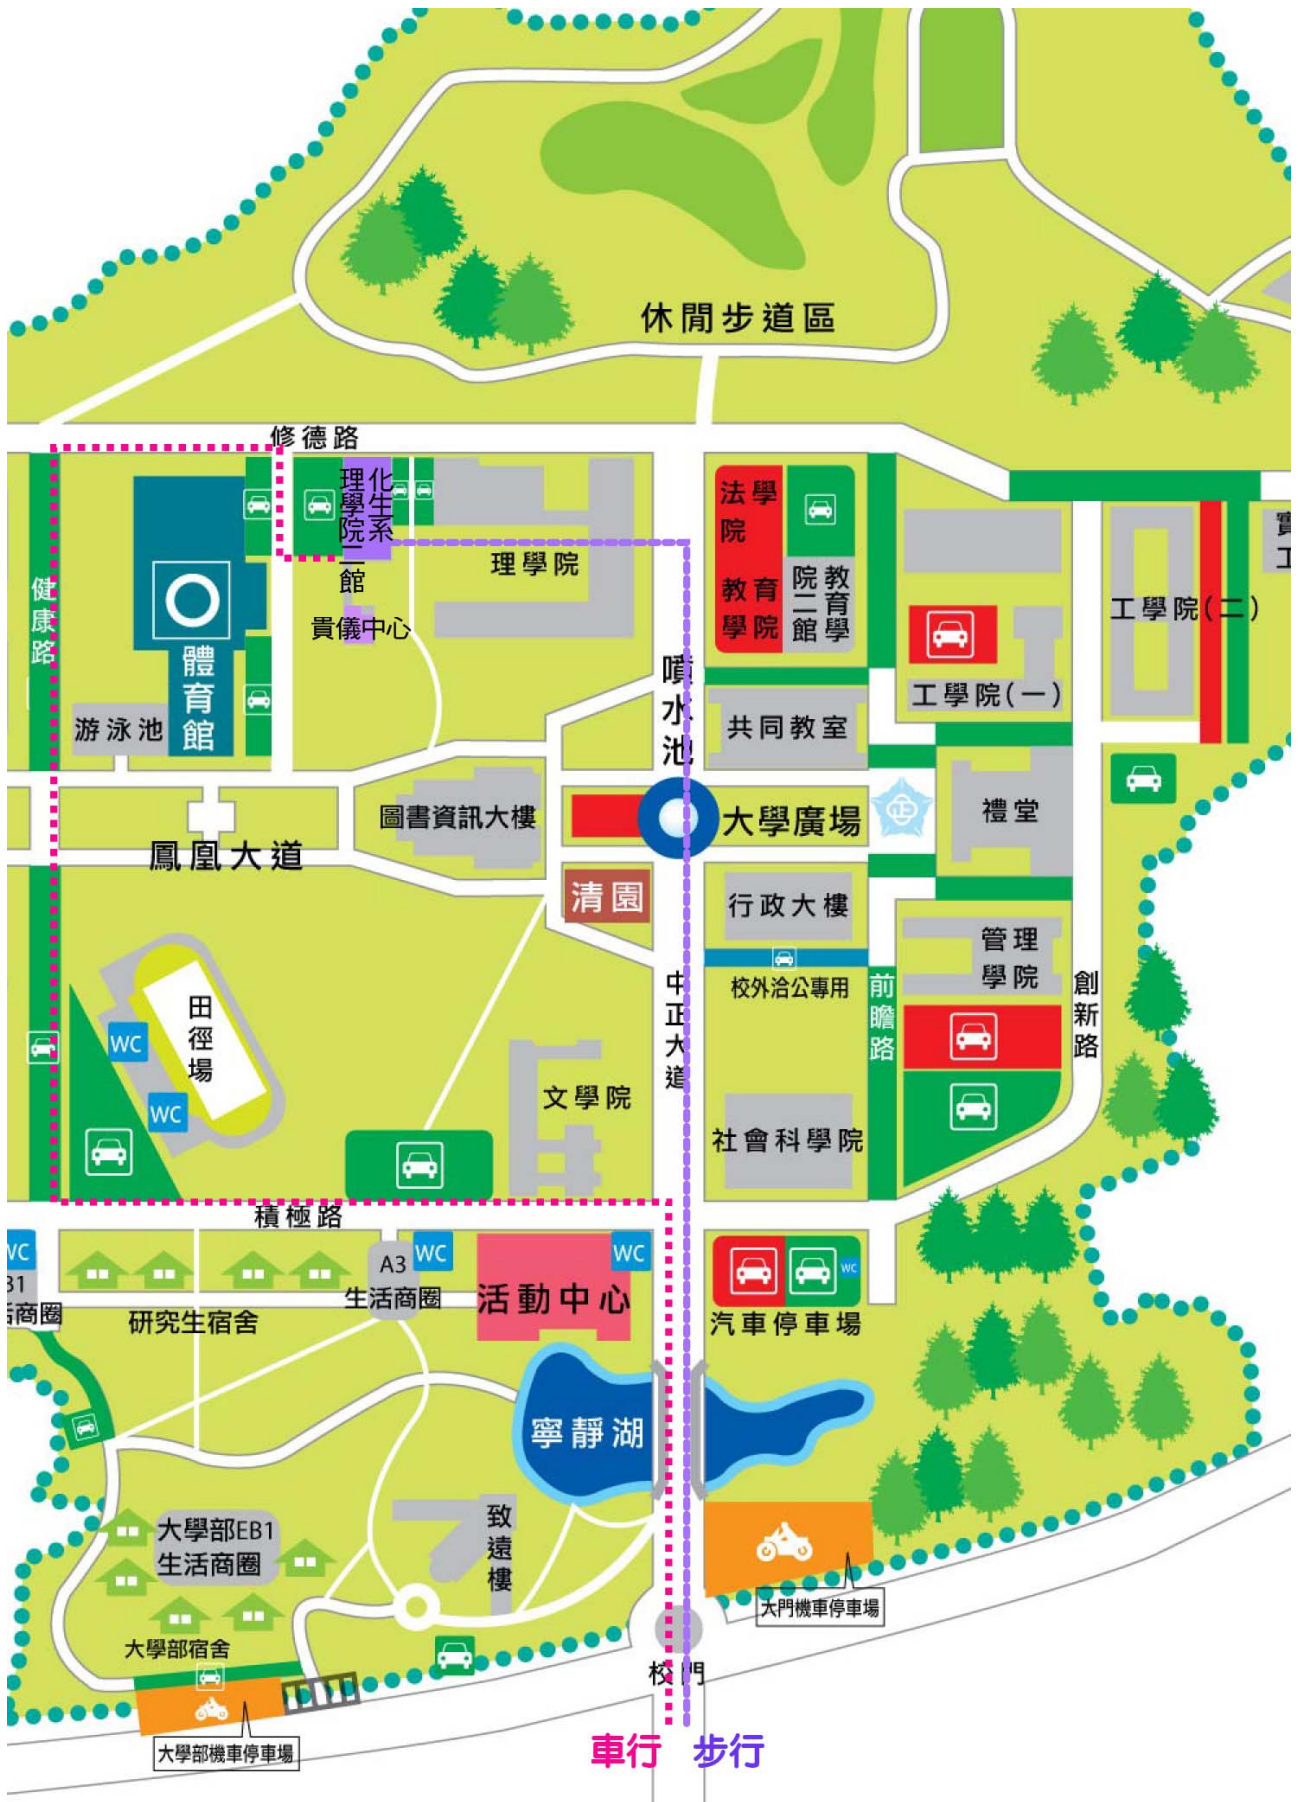 休閒步道區
修德路
化生系
理學院二館
理學院
貴儀中心
法學院
教育學院
教育學院二館
工學院(二)
工學院(一)
健康路
體育館
游泳池
噴水池
共同教室
圖書資訊大樓
大學廣場
禮堂
鳳凰大道
清園
行政大樓
校外洽公專用
管理學院
前瞻路
創新路
中正大道
田徑場
WC
WC
文學院
社會科學院
積極路
WC
A3
生活商圈
WC
活動中心
WC
WC
汽車停車場
研究生宿舍
寧靜湖
致遠樓
大學部EB1
生活商圈
大學部宿舍
大門機車停車場
校門
大學部機車停車場
車行
步行